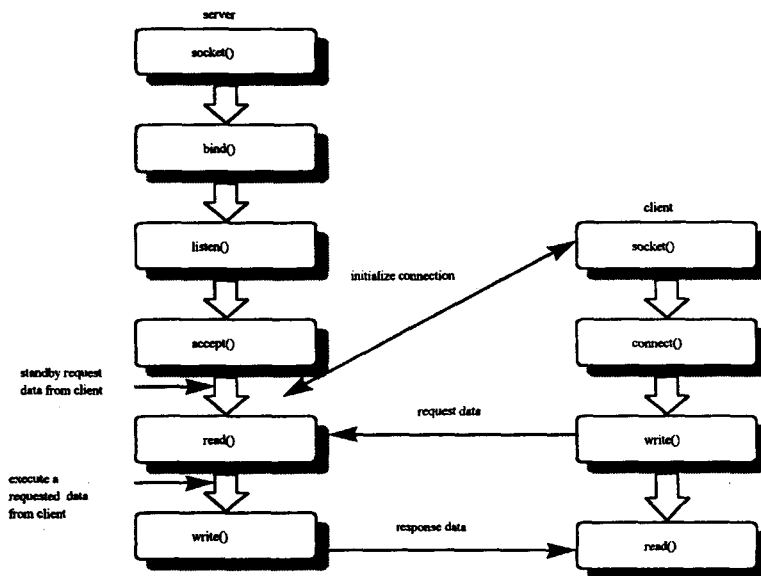 server
socket()
bind()
listen()
client
socket()
initialize connection
accept()
connect()
standby request
data from client
request data
read()
write()
execute a
requested data
from client
response data
write()
read()